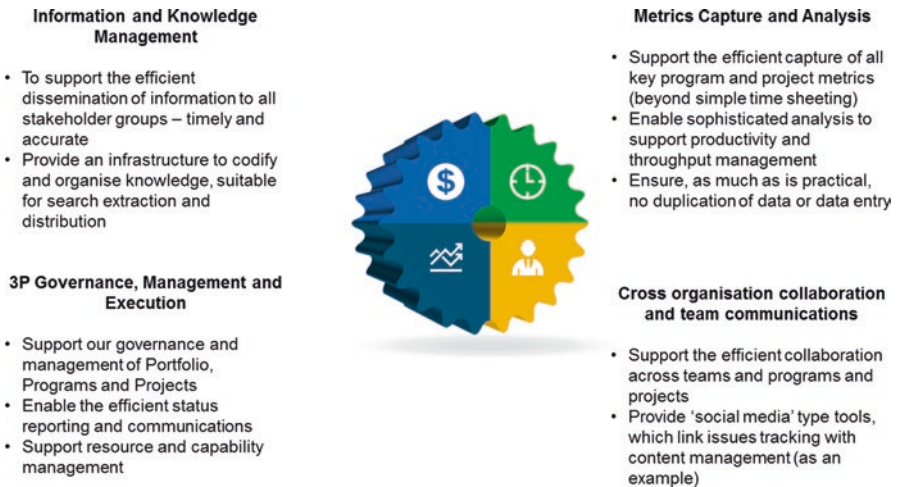 Information and Knowledge
Management
• To support the efficient
dissemination of information to all
stakeholder groups – timely and
accurate
• Provide an infrastructure to codify
and organise knowledge, suitable
for search extraction and
distribution
Metrics Capture and Analysis
• Support the efficient capture of all
key program and project metrics
(beyond simple time sheeting)
• Enable sophisticated analysis to
support productivity and
throughput management
• Ensure, as much as is practical,
no duplication of data or data entry
$
3P Governance, Management and
Execution
• Support our governance and
management of Portfolio,
Programs and Projects
• Enable the efficient status
reporting and communications
• Support resource and capability
management
Cross organisation collaboration
and team communications
• Support the efficient collaboration
across teams and programs and
projects
• Provide ‘social media’ type tools,
which link issues tracking with
content management (as an
example)